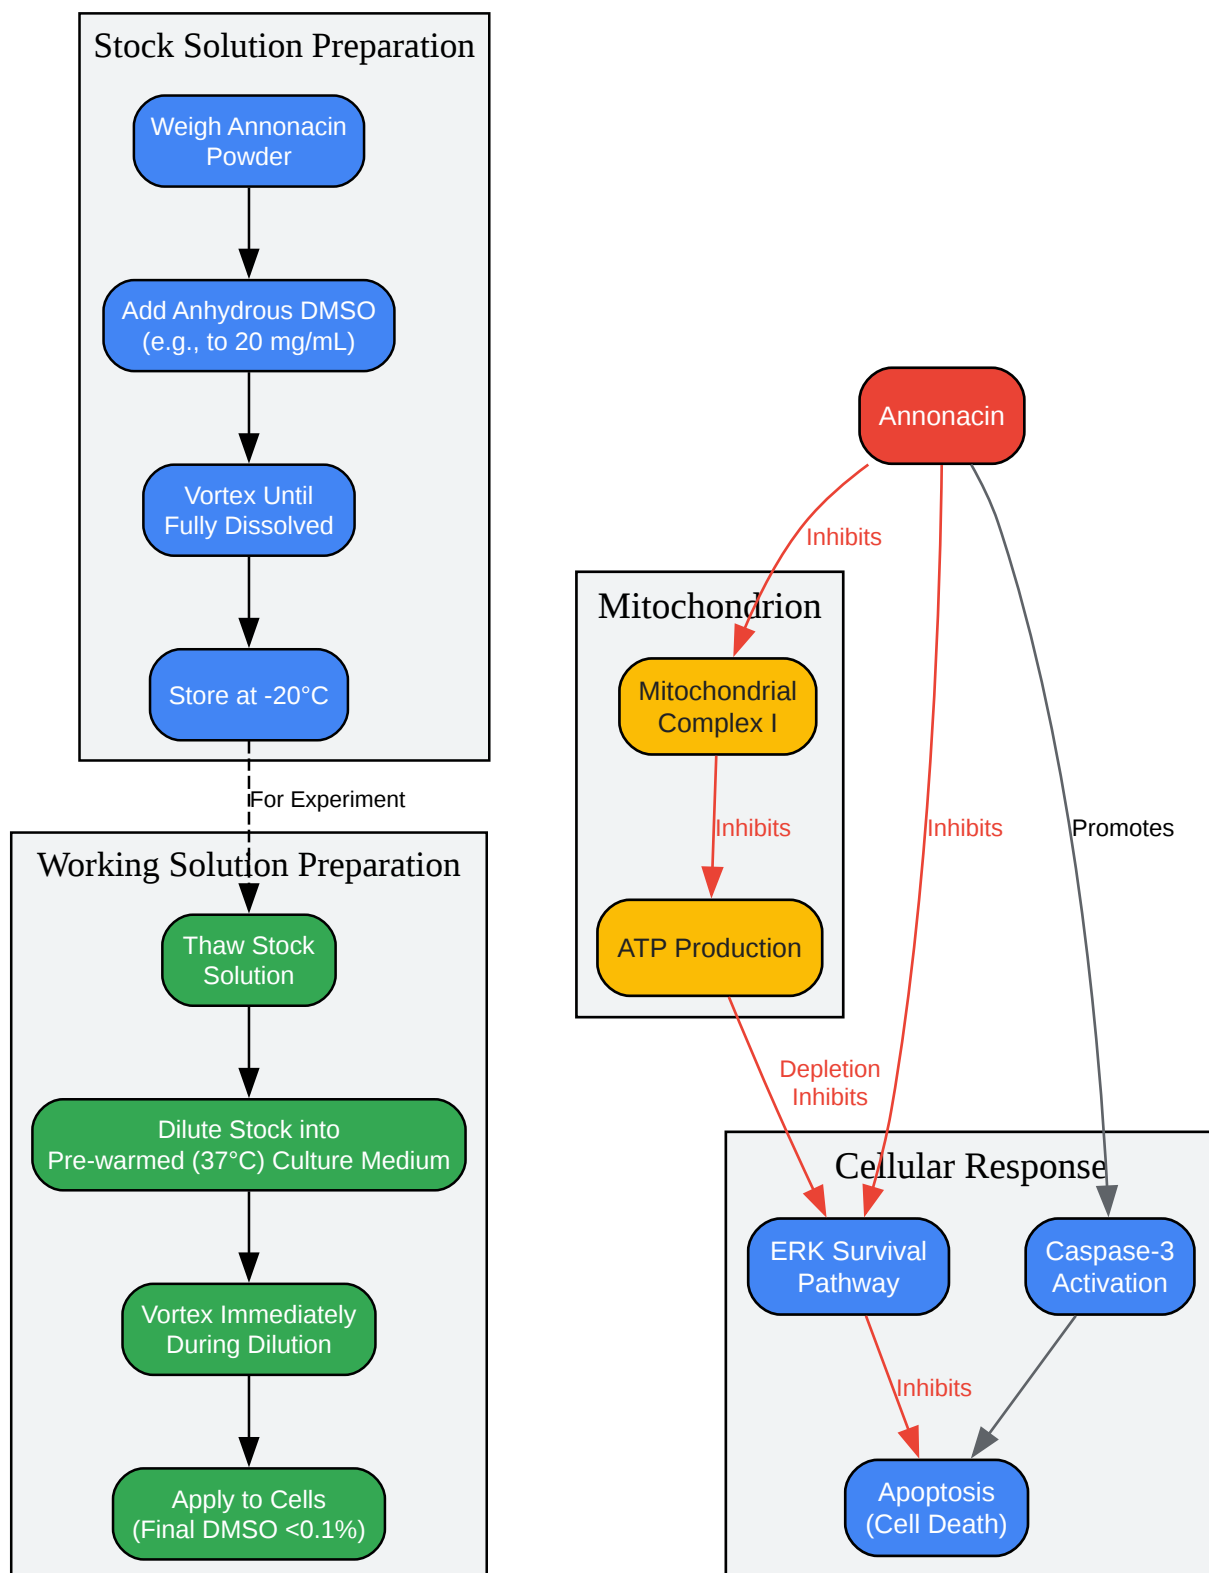 Stock Solution Preparation
Weigh Annonacin
Powder
Add Anhydrous DMSO
(e.g., to 20 mg/mL)
Vortex Until
Fully Dissolved
Store at -20°C
For Experiment
Working Solution Preparation
Thaw Stock
Solution
Dilute Stock into
Pre-warmed (37°C) Culture Medium
Vortex Immediately
During Dilution
Apply to Cells
(Final DMSO <0.1%)
Annonacin
Inhibits
Mitochondrion
Mitochondrial
Complex I
Inhibits
Inhibits
Promotes
ATP Production
Depletion
Inhibits
Cellular Response
ERK Survival
Pathway
Caspase-3
Activation
Inhibits
Apoptosis
(Cell Death)